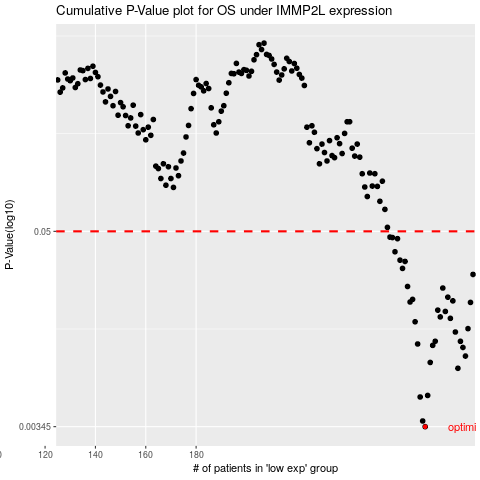 Cumulative P-Value plot for OS under IMMP2L expression
P-Value(log10)
0.05
0.00345
optimi
0 120 140 160 180
# of patients in 'low exp' group